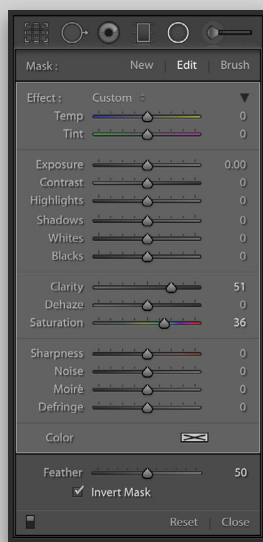 Mask : New | Edit | Brush
Effect : Custom
Temp 0
Tint 0
Exposure 0.00
Contrast 0
Highlights 0
Shadows 0
Whites 0
Blacks 0
Clarity 51
Dehaze 0
Saturation 36
Sharpness 0
Noise 0
Moiré 0
Defringe 0
Color
Feather 50
Invert Mask
Reset | Close